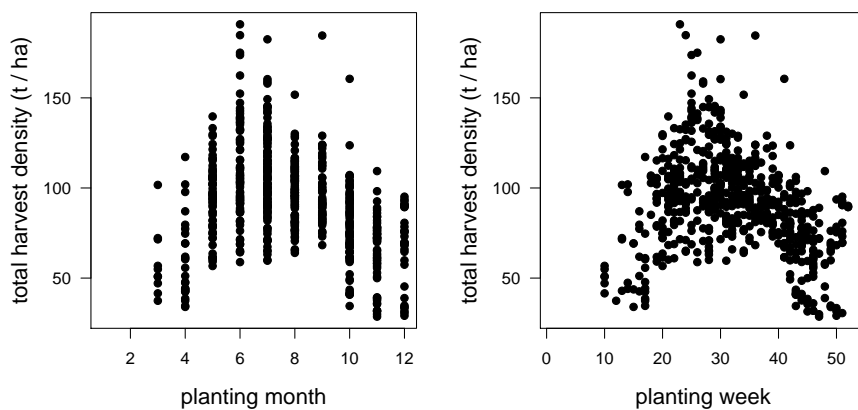 total harvest density (t / ha)
150
100
50
2 4 6 8 10 12
planting month
total harvest density (t / ha)
150
100
50
0 10 20 30 40 50
planting week